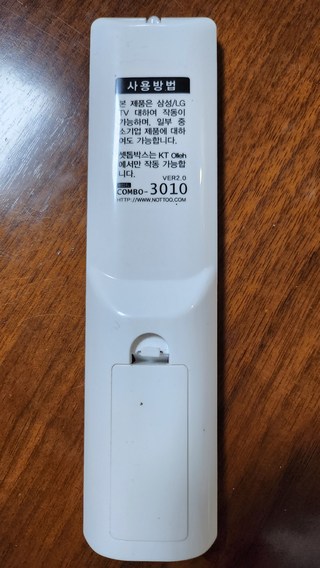 사용방법
본 제품은 삼성/LG
TV 대하여 작동이
가능하며, 일부 중
소기업 제품에 대하
여도 가능합니다.
셋톱박스는 KT Olleh
에서만 작동 가능합
니다.
VER2.0
COMBO-3010
HTTP://WWW.NOTTOO.COM